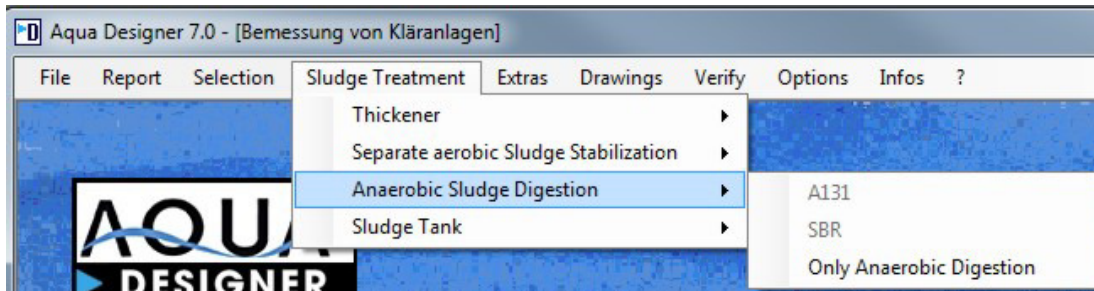 Aqua Designer 7.0 - [Bemessung von Kläranlagen]
File Report Selection Sludge Treatment Extras Drawings Verify Options Infos ?
Thickener
Separate aerobic Sludge Stabilization
Anaerobic Sludge Digestion
Sludge Tank
A131
SBR
Only Anaerobic Digestion
AQUA
DESIGNER